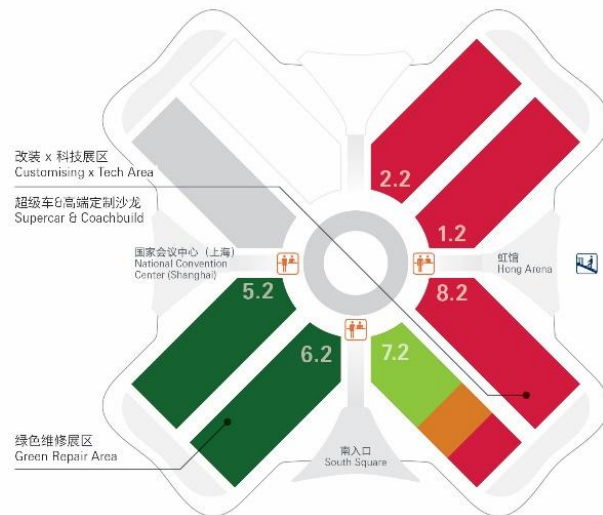 改装 x 科技展区
Customising x Tech Area
超级车&高端定制沙龙
Supercar & Coachbuild
国家会议中心（上海）
National Convention
Center (Shanghai)
2.2
1.2
虹馆
Hong Arena
5.2
8.2
6.2
7.2
绿色维修展区
Green Repair Area
南入口
South Square